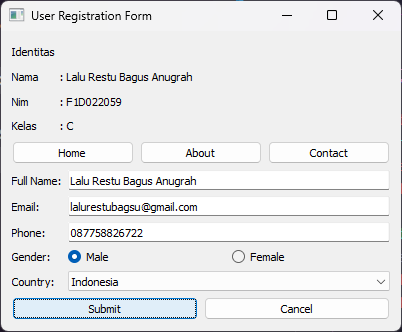 User Registration Form
Identitas
Nama : Lalu Restu Bagus Anugrah
Nim : F1D022059
Kelas : C
Home About Contact
Full Name: Lalu Restu Bagus Anugrah
Email: lalurestubagsu@gmail.com
Phone: 087758826722
Gender: Male Female
Country: Indonesia
Submit Cancel